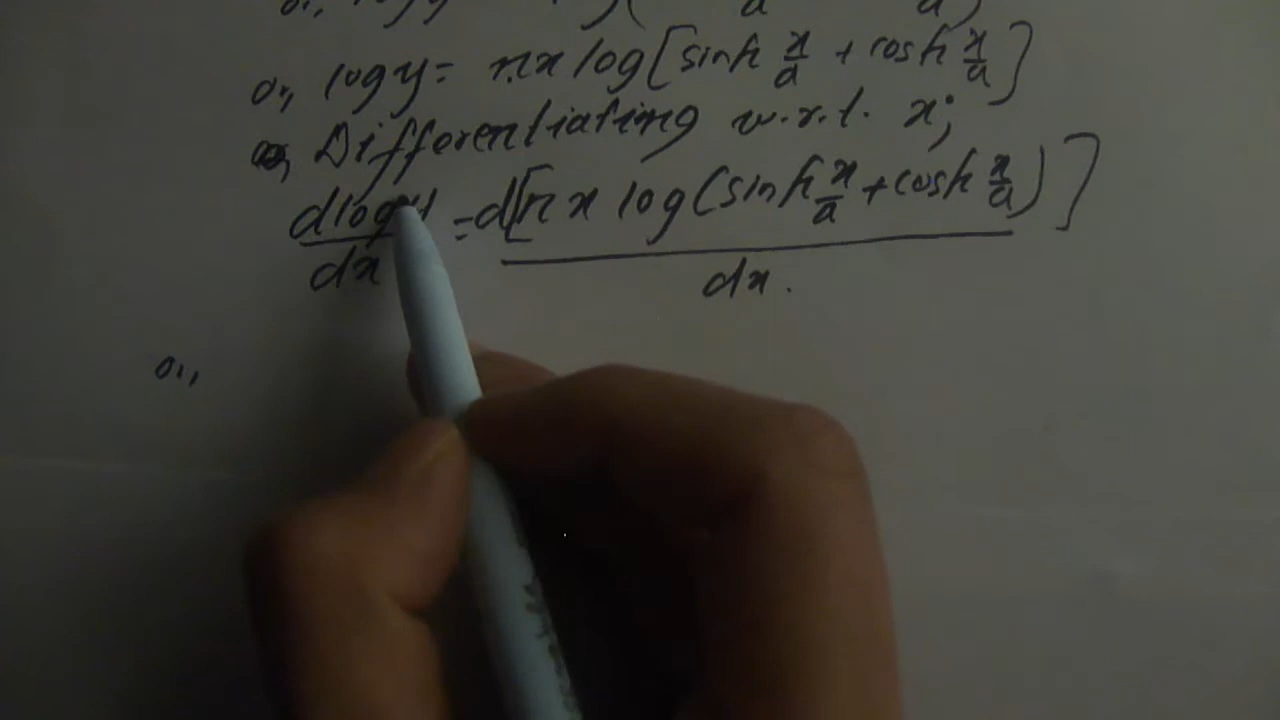 or, log y = nx log[sinh x/a + cosh x/a]
Differentiating w.r.t. x;
d log y/dx = d[nx log(sinh x/a + cosh x/a)]/dx.
or,